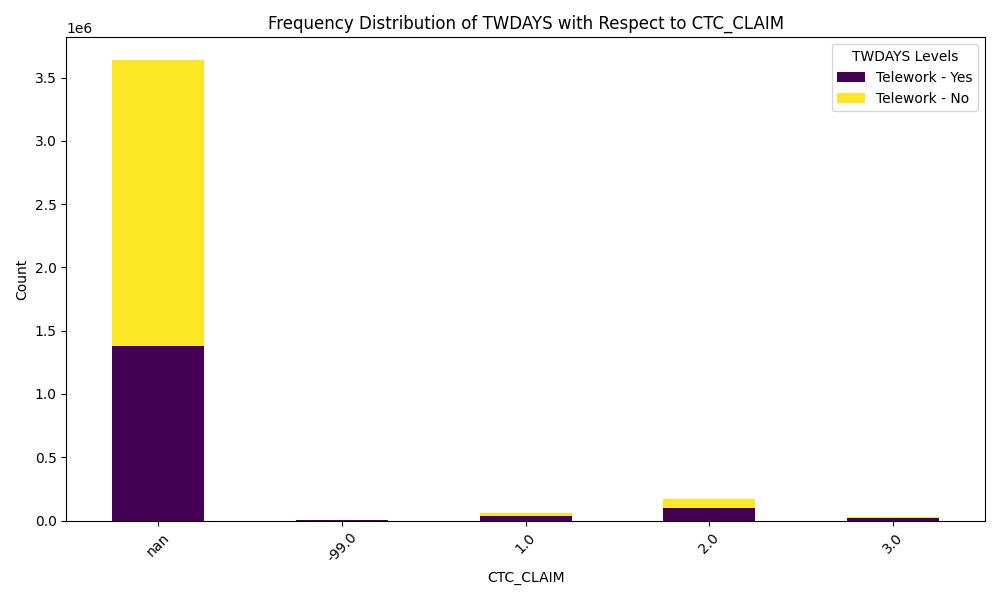 Frequency Distribution of TWDAYS with Respect to CTC_CLAIM
1e6
TWDAYS Levels
Telework - Yes
Telework - No
3.5
3.0
2.5
2.0
1.5
1.0
0.5
0.0
Count
nan
-99.0
1.0
2.0
3.0
CTC_CLAIM